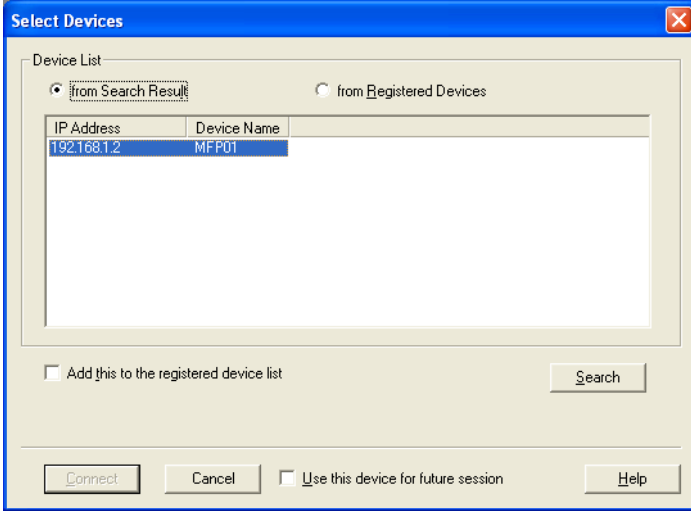 Select Devices
Device List
from Search Result
from Registered Devices
IP Address Device Name
192.168.1.2 MFP01
Add this to the registered device list
Search
Connect Cancel Use this device for future session Help